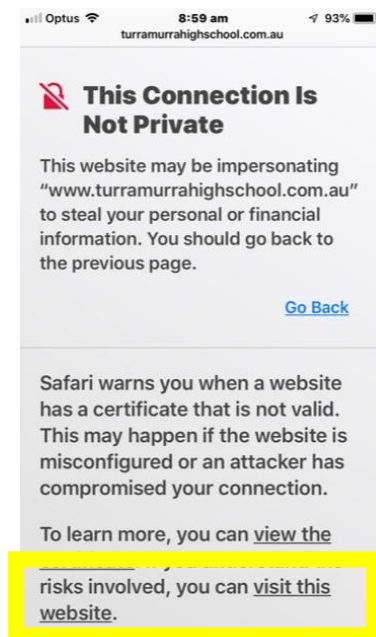 Optus 8:59 am 93%
turramurrahighschool.com.au
This Connection Is
Not Private
This website may be impersonating
“www.turramurrahighschool.com.au”
to steal your personal or financial
information. You should go back to
the previous page.
Go Back
Safari warns you when a website
has a certificate that is not valid.
This may happen if the website is
misconfigured or an attacker has
compromised your connection.
To learn more, you can view the
risks involved, you can visit this
website.